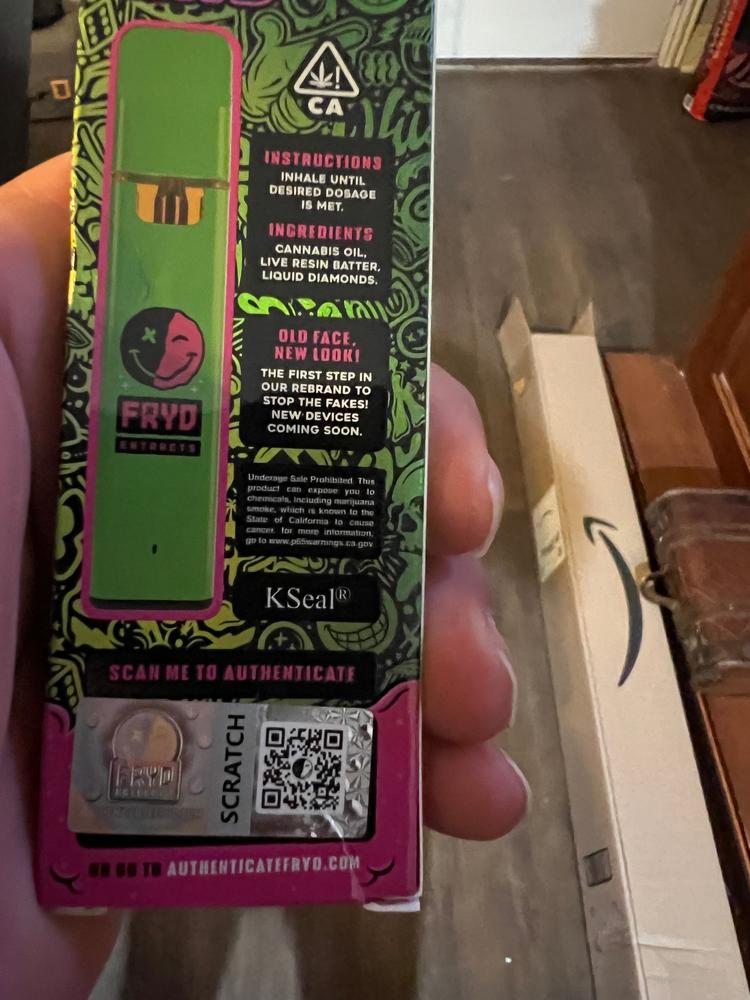 CA
INSTRUCTIONS
INHALE UNTIL
DESIRED DOSAGE
IS MET.
INGREDIENTS
CANNABIS OIL,
LIVE RESIN BATTER,
LIQUID DIAMONDS.
OLD FACE,
NEW LOOK!
THE FIRST STEP IN
OUR REBRAND TO
STOP THE FAKES!
NEW DEVICES
COMING SOON.
FRYD
EXTRACTS
Underage Sale Prohibited. This
product can expose you to
chemicals, including marijuana
smoke, which is known to the
State of California to cause
cancer. for more information,
go to www.p65warnings.ca.gov
KSeal®
SCAN ME TO AUTHENTICATE
FRYD
SCRATCH
OR GO TO AUTHENTICATEFRYD.COM